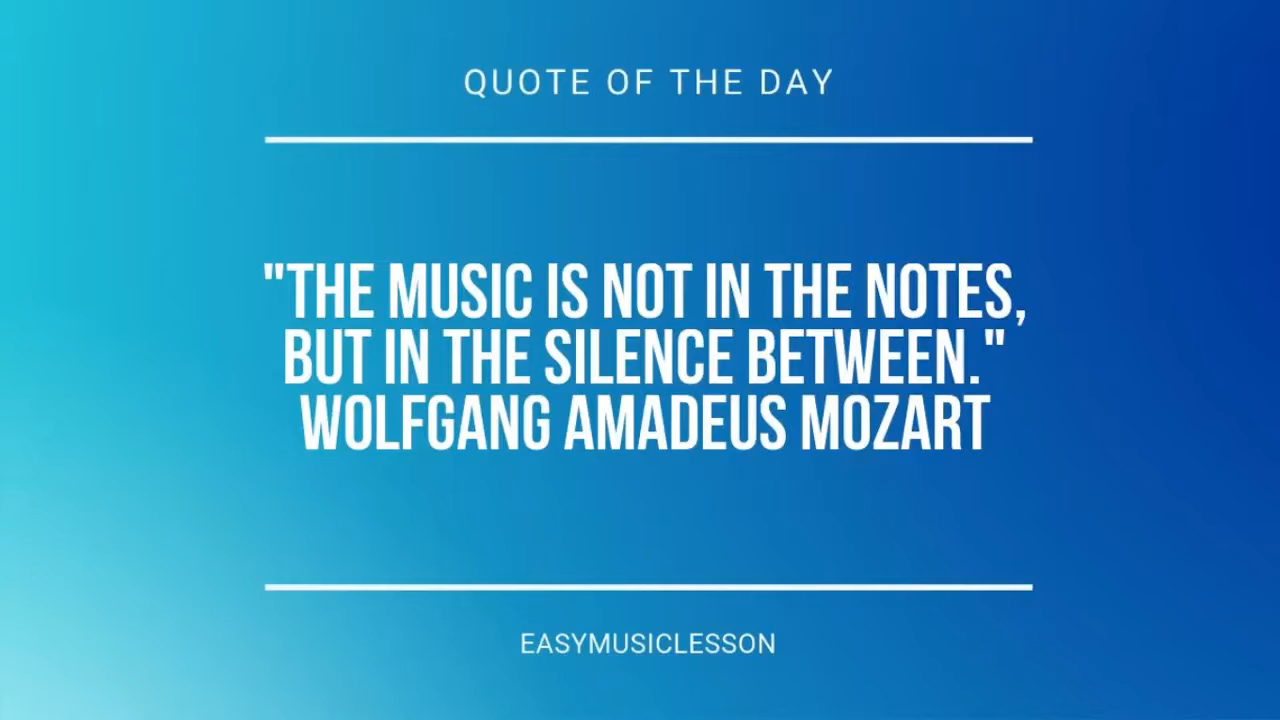 QUOTE OF THE DAY
"THE MUSIC IS NOT IN THE NOTES,
BUT IN THE SILENCE BETWEEN."
WOLFGANG AMADEUS MOZART
EASYMUSICLESSON